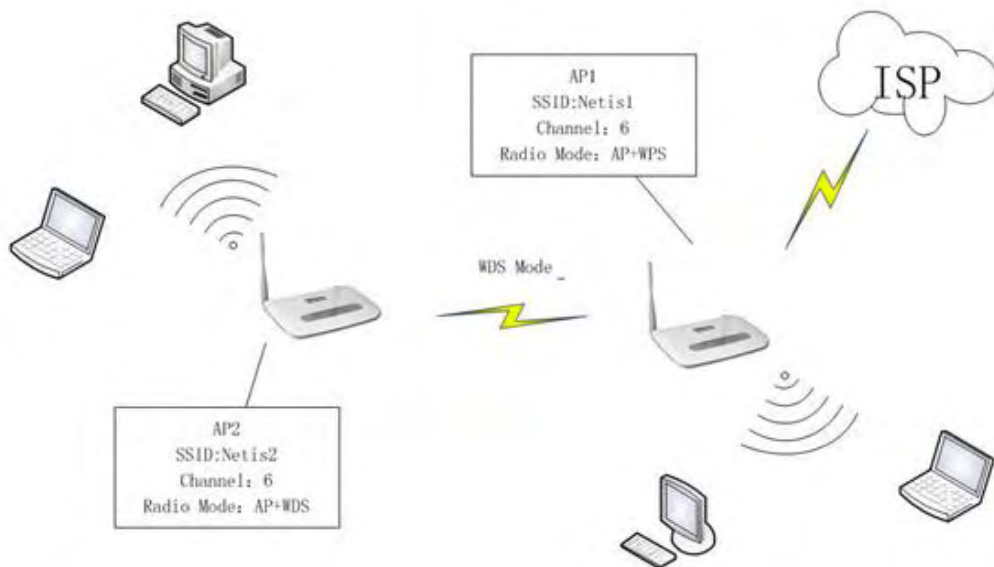 AP1
SSID:Netis1
Channel: 6
Radio Mode: AP+WPS
ISP
WDS Mode _
AP2
SSID:Netis2
Channel: 6
Radio Mode: AP+WDS